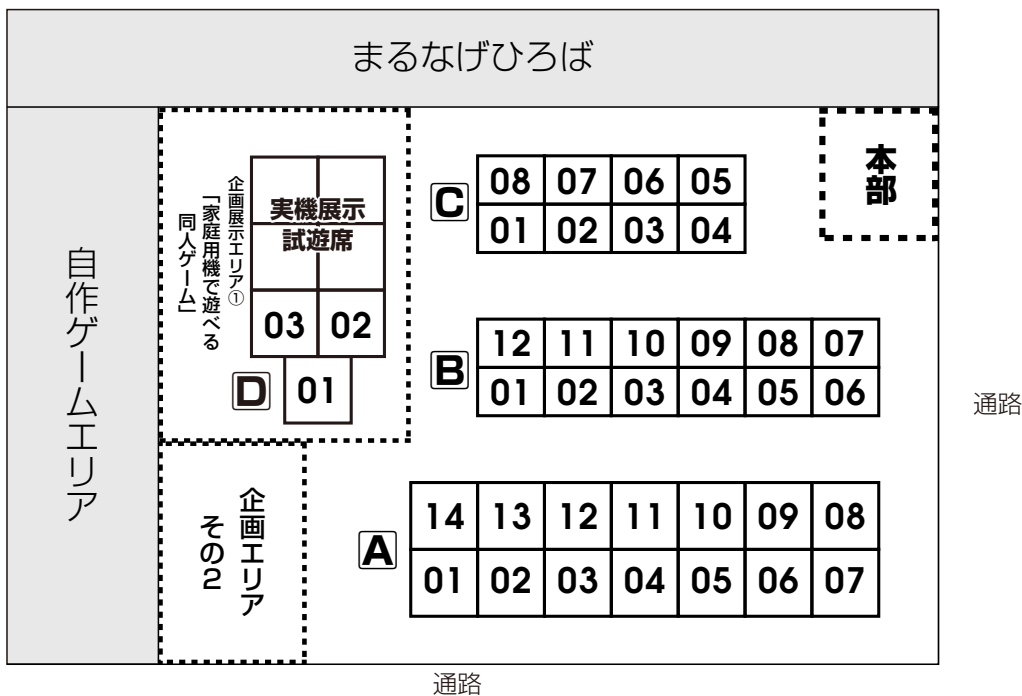 まるなげひろば
自作ゲームエリア
企画展示エリア①
「家庭用機で遊べる
同人ゲーム」
実機展示
試遊席
03 02
D 01
C
08 07 06 05
01 02 03 04
本部
B
12 11 10 09 08 07
01 02 03 04 05 06
通路
企画エリア
その2
A
14 13 12 11 10 09 08
01 02 03 04 05 06 07
通路